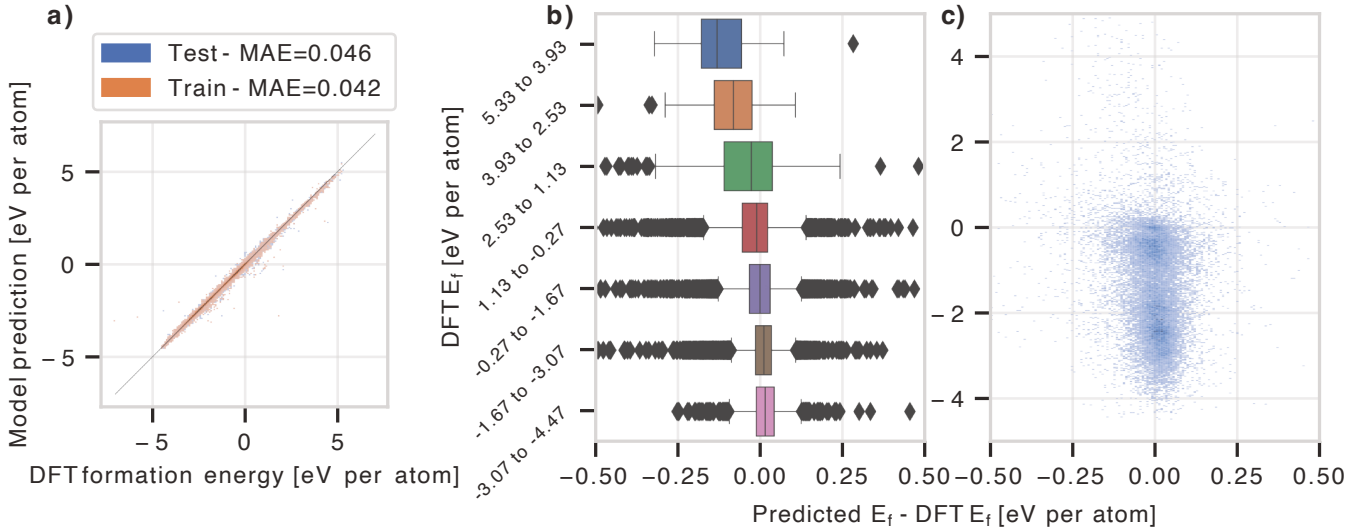 a)
Test - MAE=0.046
Train - MAE=0.042
Model prediction [eV per atom]
5
0
−5
−5
0
5
DFT formation energy [eV per atom]
b)
DFT E_f [eV per atom]
5.33 to 3.93
3.93 to 2.53
2.53 to 1.13
1.13 to -0.27
-0.27 to -1.67
-1.67 to -3.07
-3.07 to -4.47
−0.50
−0.25
0.00
0.25
0.50
c)
4
2
0
−2
−4
−0.50
−0.25
0.00
0.25
0.50
Predicted E_f - DFT E_f [eV per atom]